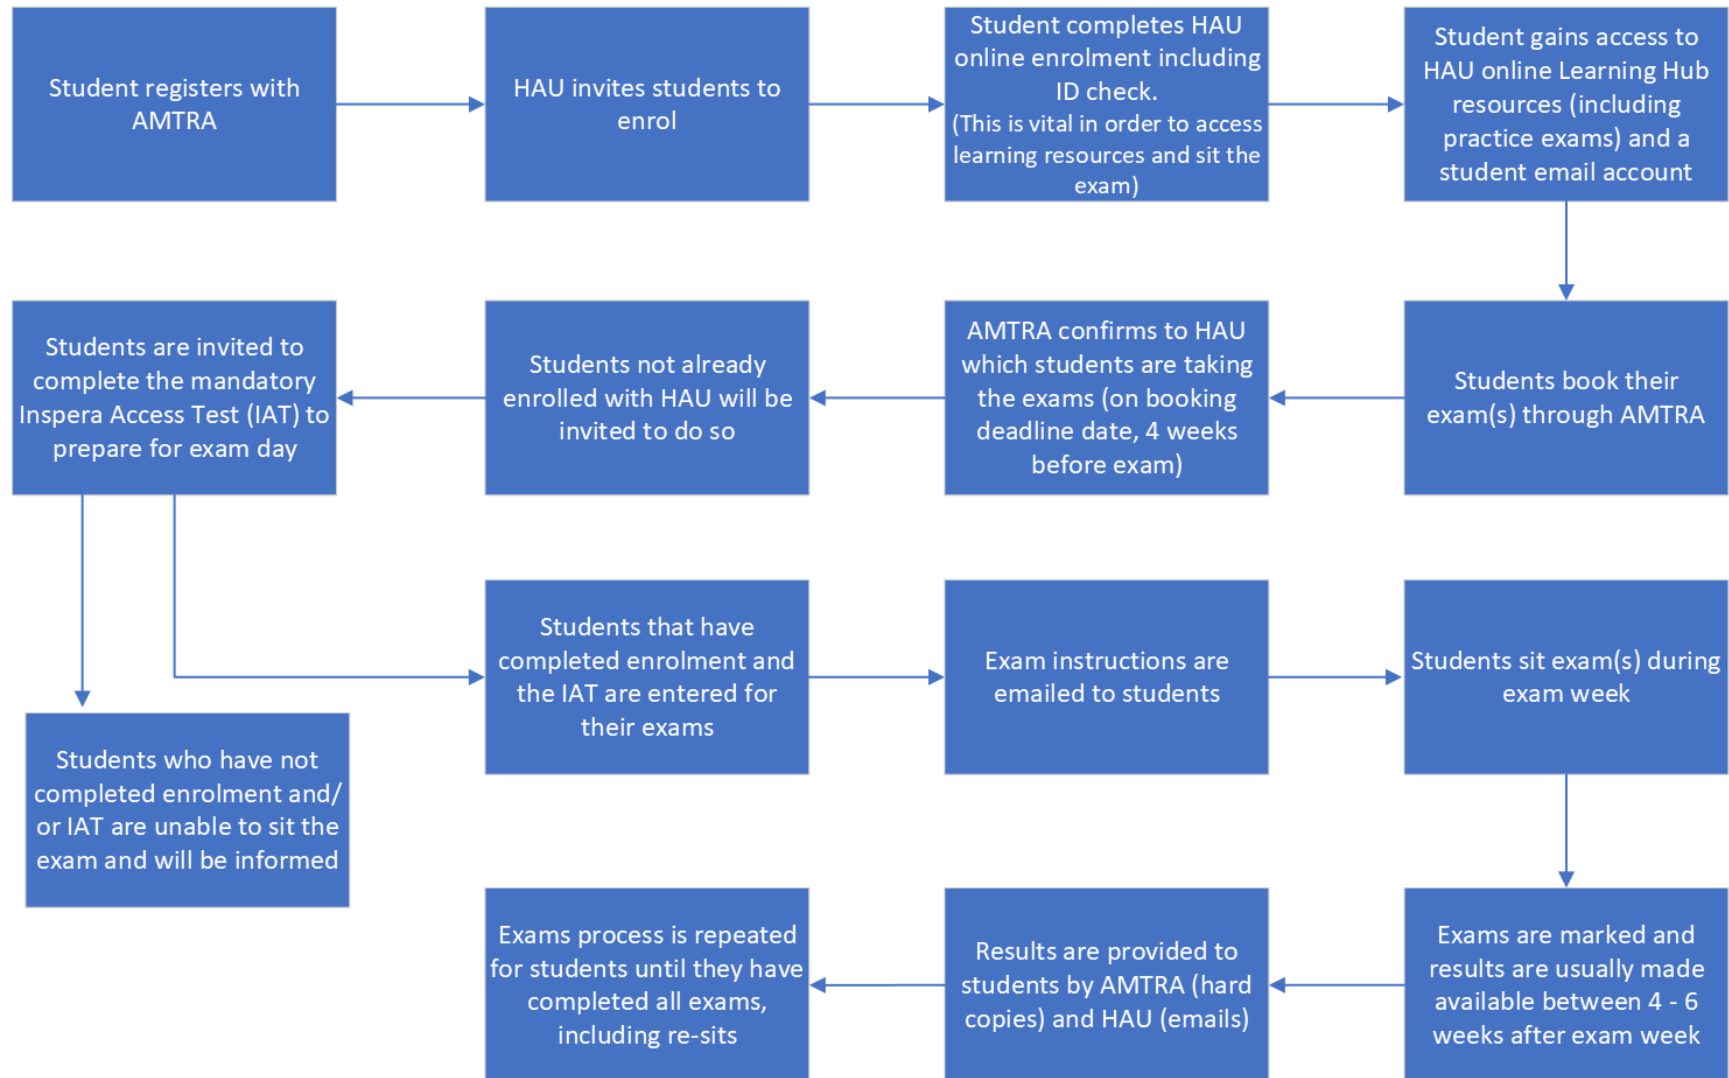 Student registers with
AMTRA
HAU invites students to
enrol
Student completes HAU
online enrolment including
ID check.
(This is vital in order to access
learning resources and sit the
exam)
Student gains access to
HAU online Learning Hub
resources (including
practice exams) and a
student email account
Students book their
exam(s) through AMTRA
AMTRA confirms to HAU
which students are taking
the exams (on booking
deadline date, 4 weeks
before exam)
Students not already
enrolled with HAU will be
invited to do so
Students are invited to
complete the mandatory
Inspera Access Test (IAT) to
prepare for exam day
Students who have not
completed enrolment and/
or IAT are unable to sit the
exam and will be informed
Students that have
completed enrolment and
the IAT are entered for
their exams
Exam instructions are
emailed to students
Students sit exam(s) during
exam week
Exams are marked and
results are usually made
available between 4 - 6
weeks after exam week
Results are provided to
students by AMTRA (hard
copies) and HAU (emails)
Exams process is repeated
for students until they have
completed all exams,
including re-sits